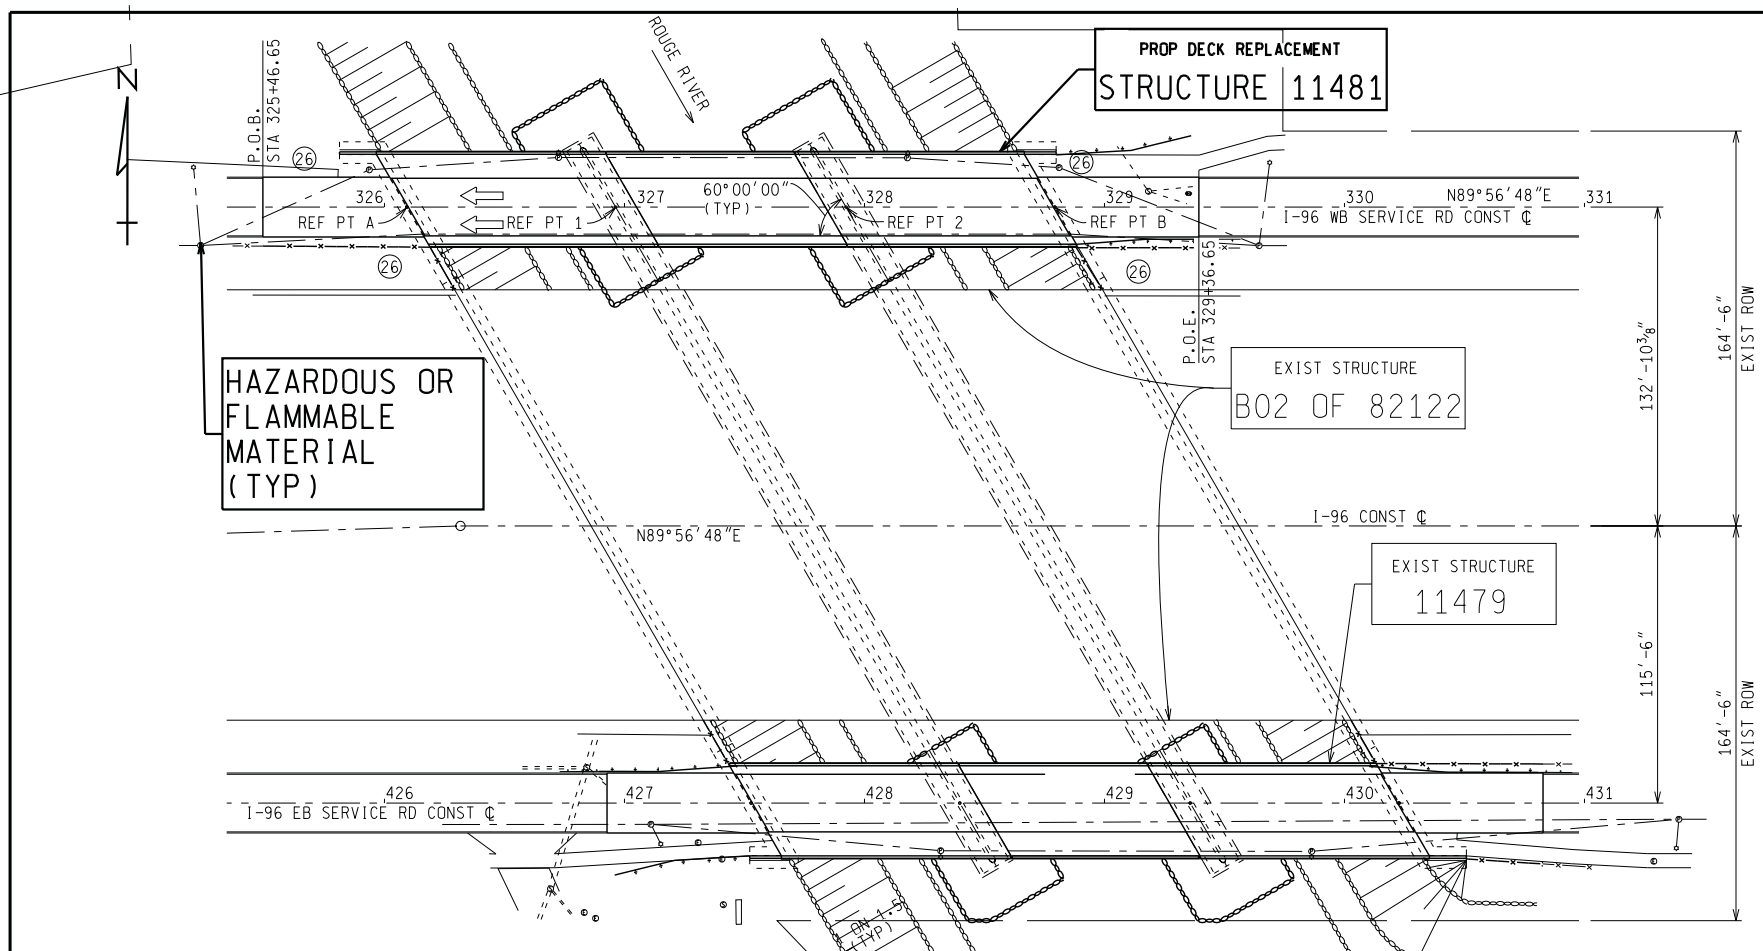 N
P.O.B.
STA 325+46.65
ROUGE RIVER
PROP DECK REPLACEMENT
STRUCTURE 11481
26
26
326
327
60°00'00"
(TYP)
328
329
330
N89°56'48"E
331
REF PT A
REF PT 1
REF PT 2
REF PT B
I-96 WB SERVICE RD CONST ℄
26
26
P.O.E.
STA 329+36.65
132'-10⅜"
164'-6"
EXIST ROW
HAZARDOUS OR
FLAMMABLE
MATERIAL
(TYP)
EXIST STRUCTURE
B02 OF 82122
N89°56'48"E
I-96 CONST ℄
EXIST STRUCTURE
11479
115'-6"
164'-6"
EXIST ROW
426
427
428
429
430
431
I-96 EB SERVICE RD CONST ℄
ON 1:5
(TYP)